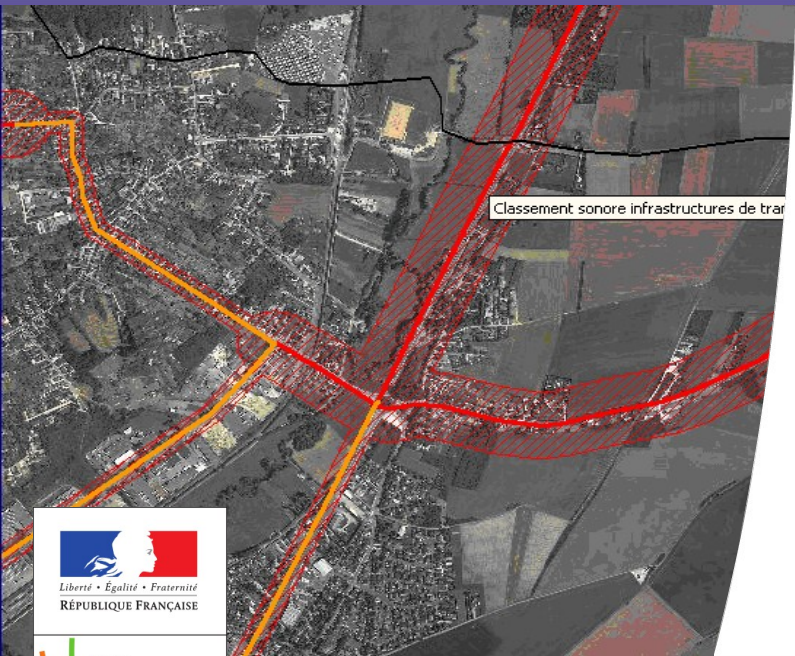 Classement sonore infrastructures de tra
Liberté • Égalité • Fraternité
RÉPUBLIQUE FRANÇAISE